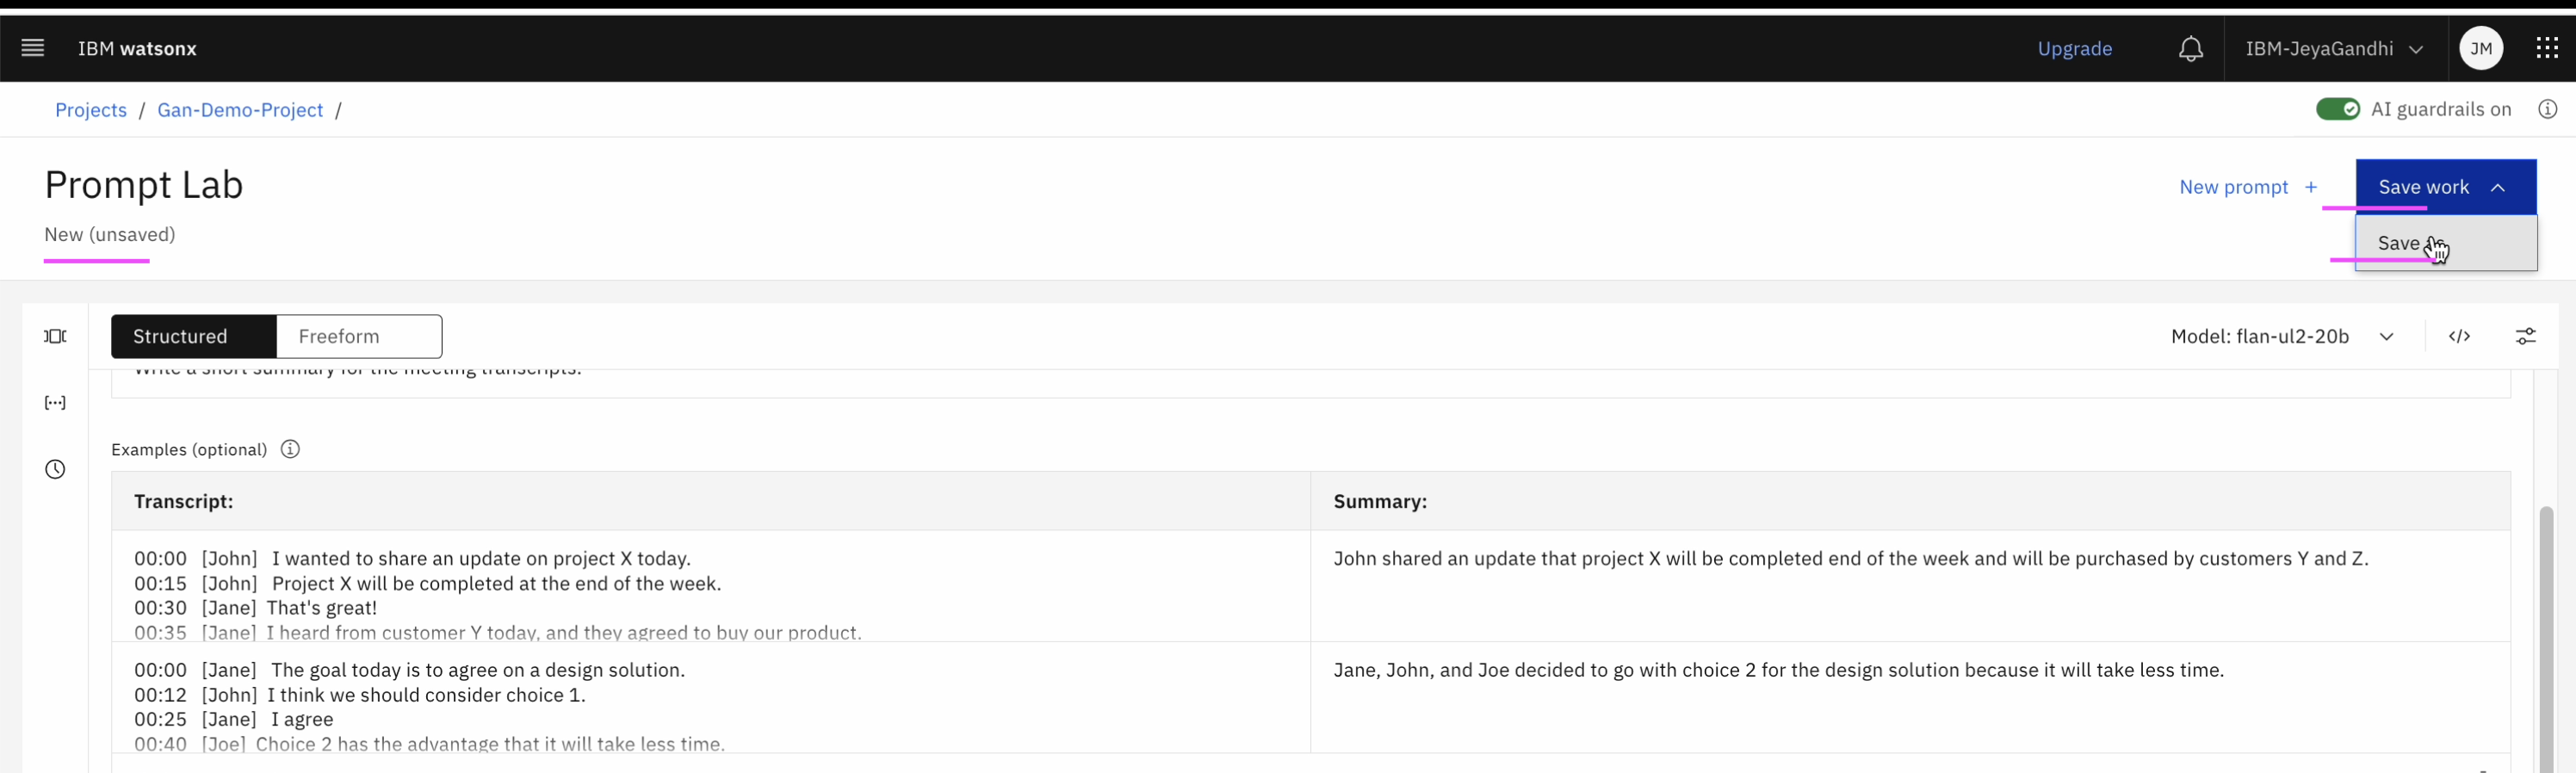 IBM watsonx
Upgrade
IBM-JeyaGandhi
JM
Projects / Gan-Demo-Project /
AI guardrails on
Prompt Lab
New prompt +
Save work
New (unsaved)
Save
Structured
Freeform
Model: flan-ul2-20b
</>
Write a short summary for the meeting transcripts.
[...]
Examples (optional)
Transcript:
Summary:
00:00 [John] I wanted to share an update on project X today.
00:15 [John] Project X will be completed at the end of the week.
00:30 [Jane] That's great!
00:35 [Jane] I heard from customer Y today, and they agreed to buy our product.
John shared an update that project X will be completed end of the week and will be purchased by customers Y and Z.
00:00 [Jane] The goal today is to agree on a design solution.
00:12 [John] I think we should consider choice 1.
00:25 [Jane] I agree
00:40 [Joe] Choice 2 has the advantage that it will take less time.
Jane, John, and Joe decided to go with choice 2 for the design solution because it will take less time.